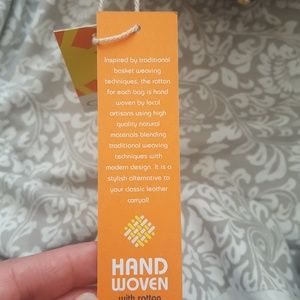 Inspired by traditional
basket weaving
techniques, the rattan
for each bag is hand
woven by local
artisans using high
quality natural
materials blending
traditional weaving
techniques with
modern design. It is a
stylish alternative to
your classic leather
carryall
HAND
WOVEN
with rattan